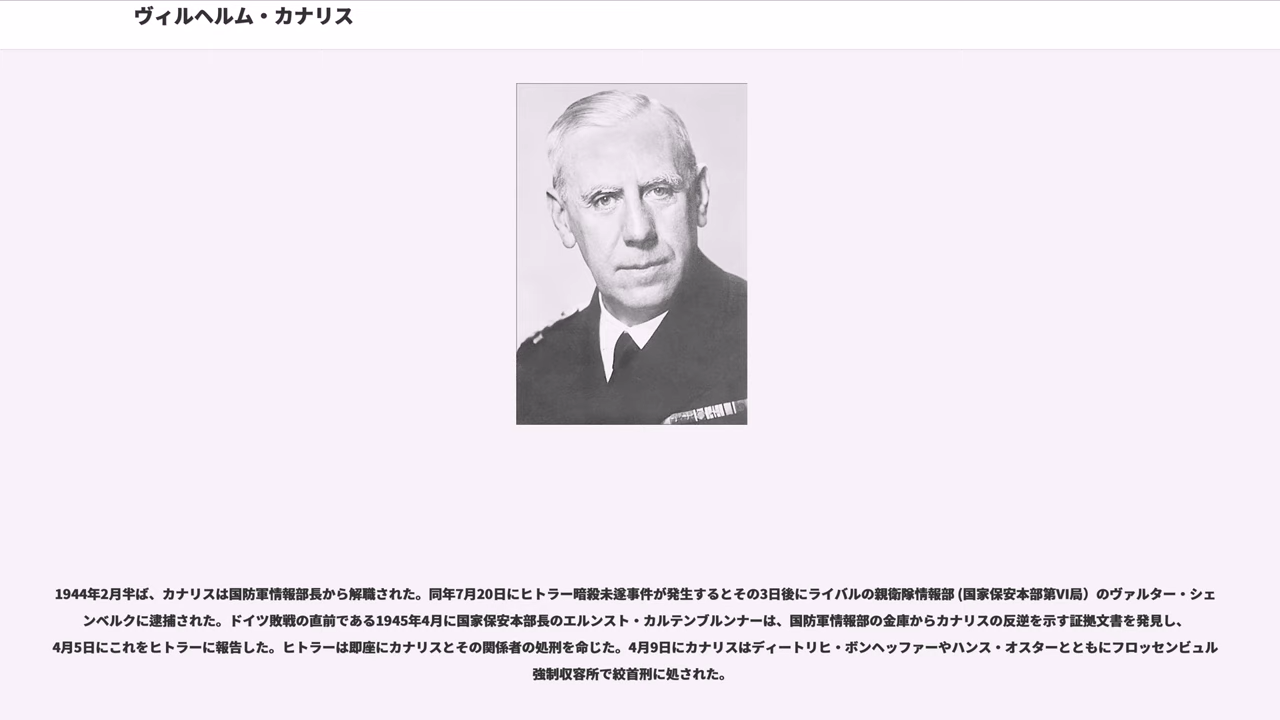 ヴィルヘルム・カナリス
1944年2月半ば、カナリスは国防軍情報部長から解職された。同年7月20日にヒトラー暗殺未遂事件が発生するとその3日後にライバルの親衛隊情報部 (国家保安本部第VI局）のヴァルター・シェ
ンベルクに逮捕された。ドイツ敗戦の直前である1945年4月に国家保安本部長のエルンスト・カルテンブルンナーは、国防軍情報部の金庫からカナリスの反逆を示す証拠文書を発見し、
4月5日にこれをヒトラーに報告した。ヒトラーは即座にカナリスとその関係者の処刑を命じた。4月9日にカナリスはディートリヒ・ボンヘッファーやハンス・オスターとともにフロッセンビュル
強制収容所で絞首刑に処された。